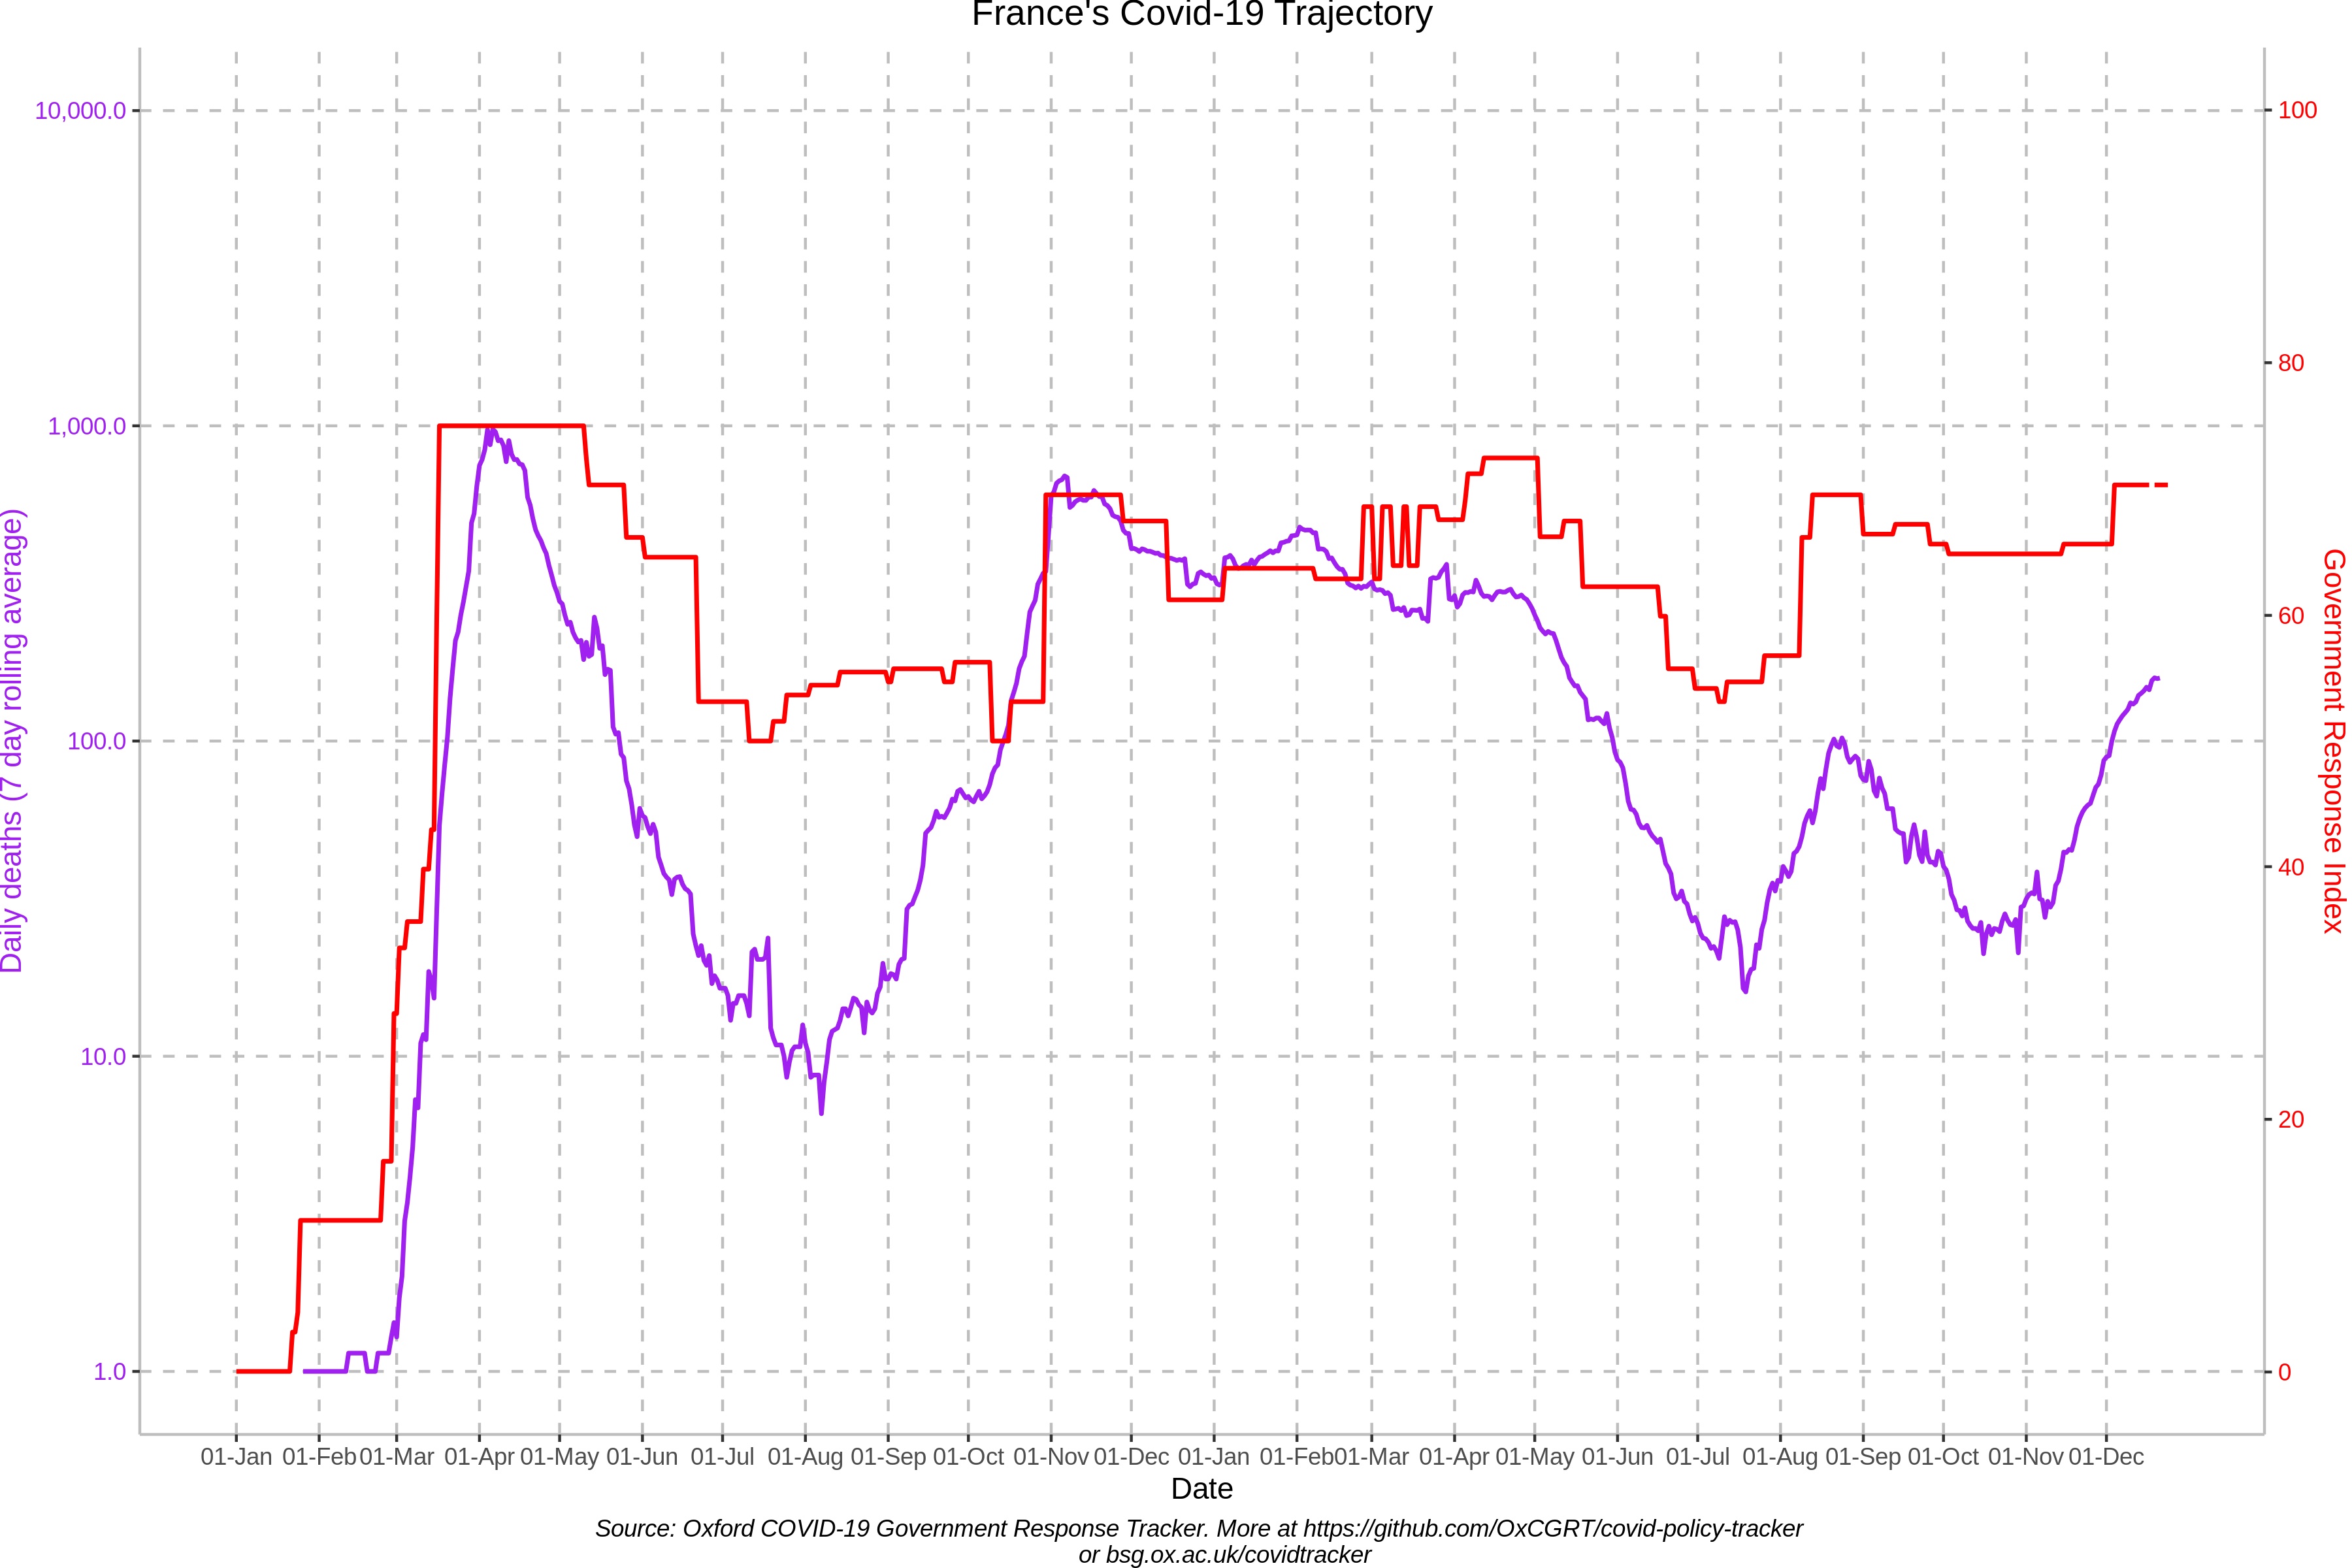 France's Covid-19 Trajectory
10,000.0
1,000.0
100.0
10.0
1.0
Daily deaths (7 day rolling average)
100
80
60
40
20
0
Government Response Index
01-Jan 01-Feb 01-Mar 01-Apr 01-May 01-Jun 01-Jul 01-Aug 01-Sep 01-Oct 01-Nov 01-Dec 01-Jan 01-Feb 01-Mar 01-Apr 01-May 01-Jun 01-Jul 01-Aug 01-Sep 01-Oct 01-Nov 01-Dec
Date
Source: Oxford COVID-19 Government Response Tracker. More at https://github.com/OxCGRT/covid-policy-tracker
or bsg.ox.ac.uk/covidtracker